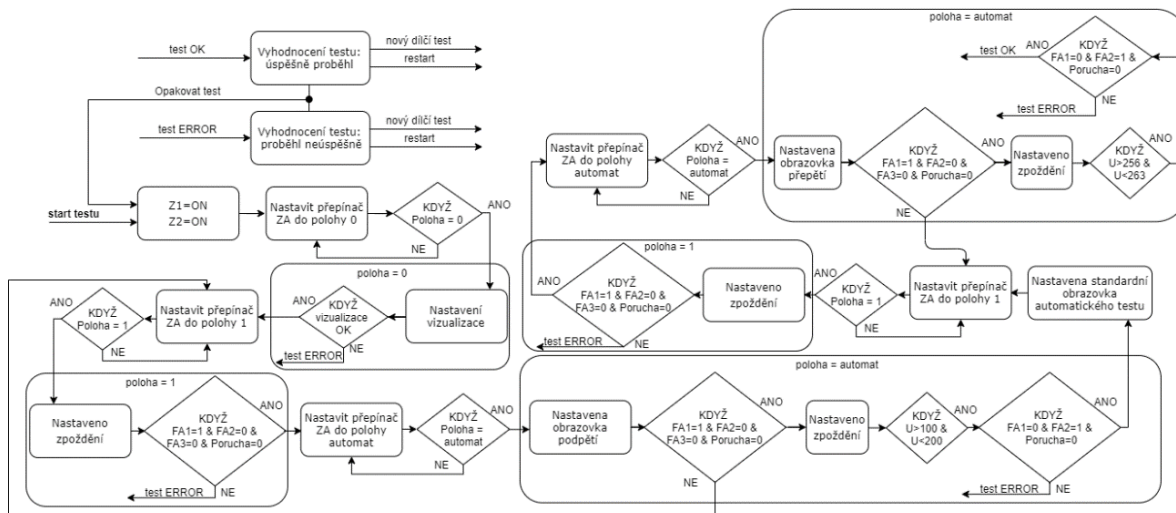 test OK
Vyhodnocení testu:
úspěšně proběhl
nový dílčí test
restart
Opakovat test
test ERROR
Vyhodnocení testu:
proběhl neúspěšně
nový dílčí test
restart
start testu
Z1=ON
Z2=ON
Nastavit přepínač
ZA do polohy 0
KDYŽ
Poloha = 0
ANO
NE
poloha = 0
Nastavení
vizualizace
KDYŽ
vizualizace
OK
ANO
NE
test ERROR
Nastavit přepínač
ZA do polohy 1
KDYŽ
Poloha = 1
ANO
NE
poloha = 1
Nastaveno
zpoždění
KDYŽ
FA1=1 & FA2=0 &
FA3=0 & Porucha=0
ANO
NE
test ERROR
Nastavit přepínač
ZA do polohy
automat
KDYŽ
Poloha =
automat
ANO
NE
poloha = automat
Nastavena
obrazovka
podpětí
KDYŽ
FA1=1 & FA2=0 &
FA3=0 & Porucha=0
ANO
NE
Nastaveno
zpoždění
KDYŽ
U>100 &
U<200
ANO
KDYŽ
FA1=0 & FA2=1 &
Porucha=0
ANO
NE
test ERROR
Nastavena standardní
obrazovka
automatického testu
Nastavit přepínač
ZA do polohy 1
KDYŽ
Poloha = 1
ANO
NE
poloha = 1
Nastaveno
zpoždění
KDYŽ
FA1=1 & FA2=0 &
FA3=0 & Porucha=0
ANO
NE
test ERROR
Nastavit přepínač
ZA do polohy
automat
KDYŽ
Poloha =
automat
ANO
NE
poloha = automat
Nastavena
obrazovka
přepětí
KDYŽ
FA1=1 & FA2=0 &
FA3=0 & Porucha=0
ANO
NE
Nastaveno
zpoždění
KDYŽ
U>256 &
U<263
ANO
KDYŽ
FA1=0 & FA2=1 &
Porucha=0
ANO
test OK
NE
test ERROR